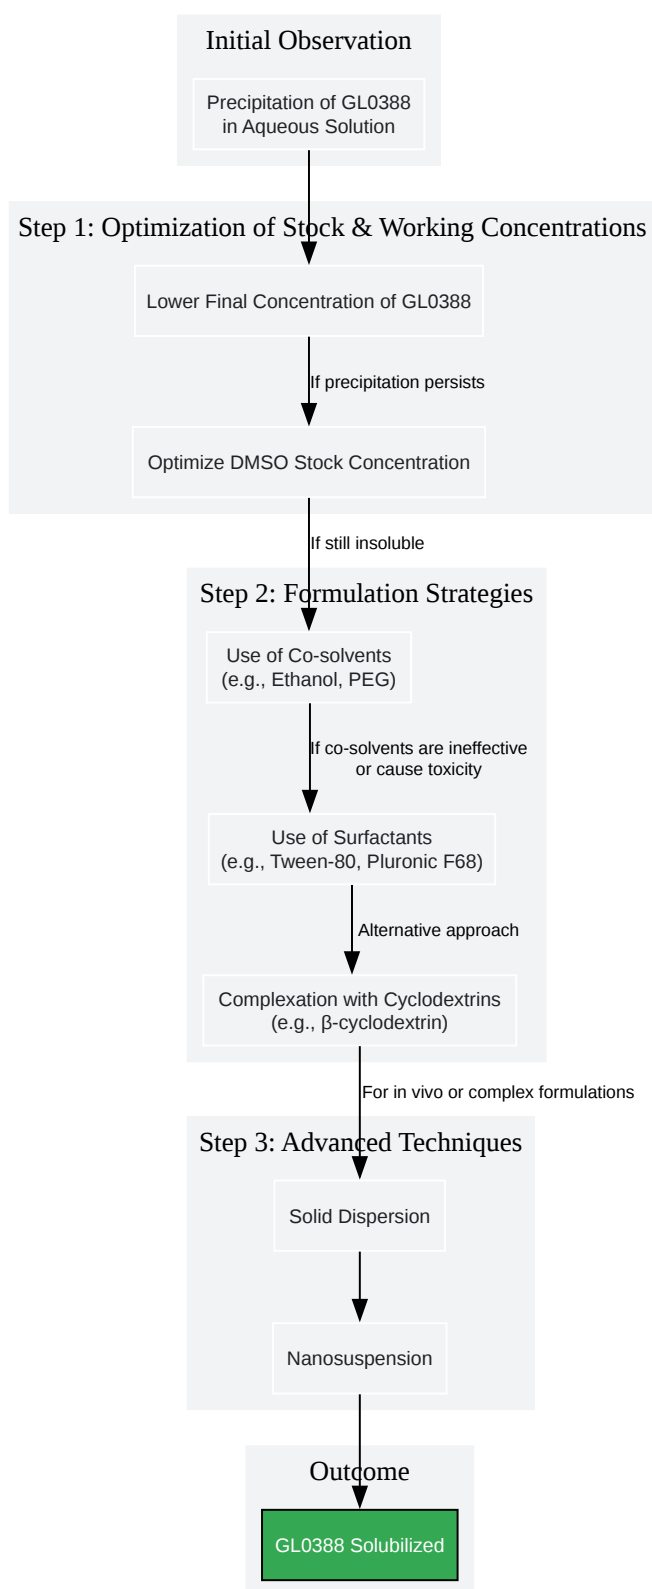 Initial Observation
Precipitation of GL0388
in Aqueous Solution
Step 1: Optimization of Stock & Working Concentrations
Lower Final Concentration of GL0388
If precipitation persists
Optimize DMSO Stock Concentration
If still insoluble
Step 2: Formulation Strategies
Use of Co-solvents
(e.g., Ethanol, PEG)
If co-solvents are ineffective
or cause toxicity
Use of Surfactants
(e.g., Tween-80, Pluronic F68)
Alternative approach
Complexation with Cyclodextrins
(e.g., β-cyclodextrin)
For in vivo or complex formulations
Step 3: Advanced Techniques
Solid Dispersion
Nanosuspension
Outcome
GL0388 Solubilized